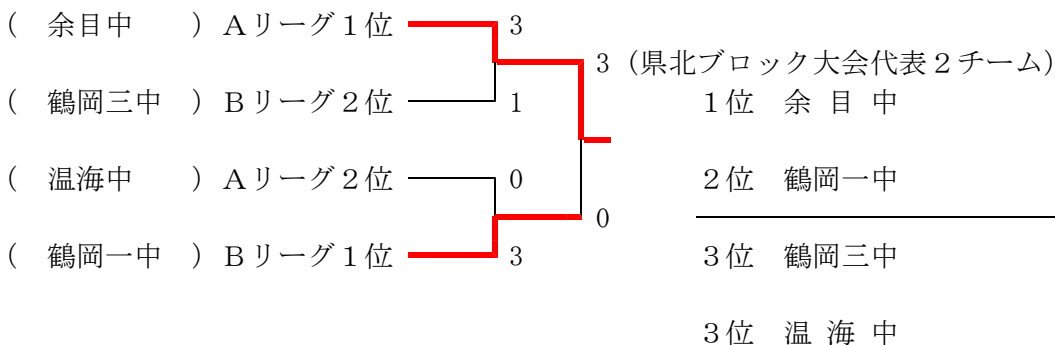 (　余目中　　) Ａリーグ１位 3
3 (県北ブロック大会代表２チーム)
(　鶴岡三中　) Ｂリーグ２位 1 １位　余 目 中
(　温海中　　) Ａリーグ２位 0 ２位　鶴岡一中
0
(　鶴岡一中　) Ｂリーグ１位 3 ３位　鶴岡三中
３位　温 海 中